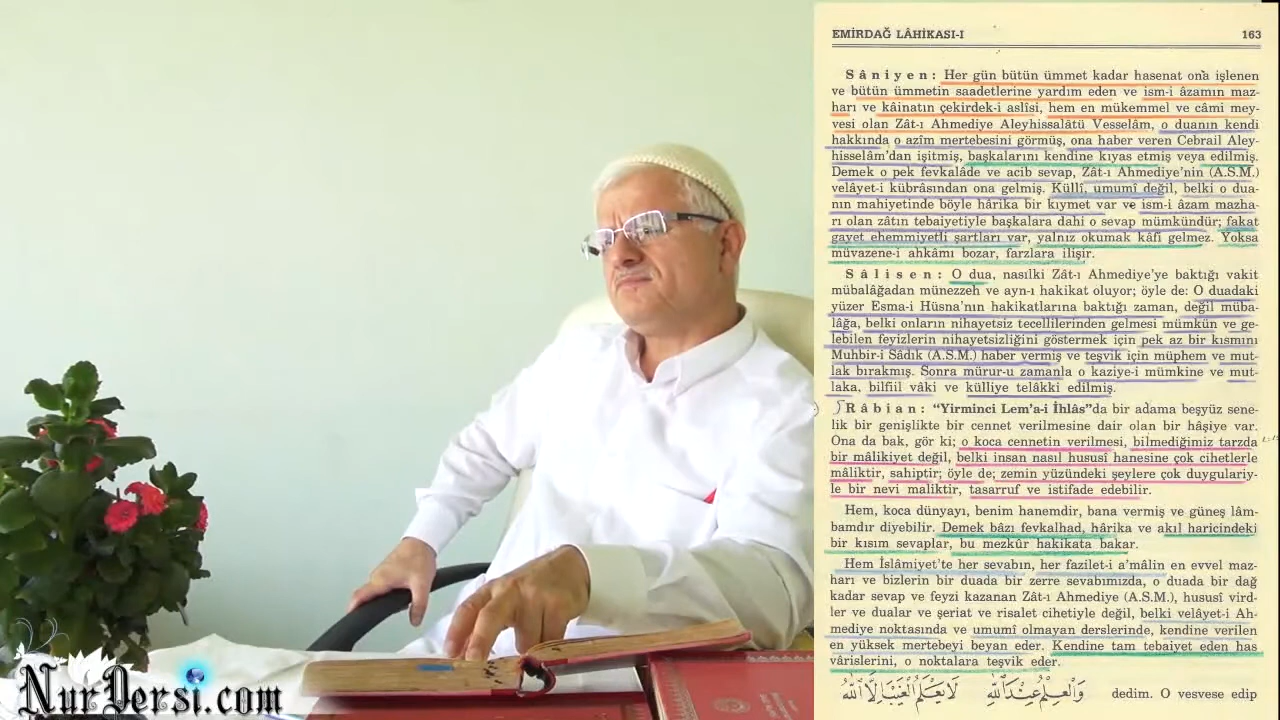 EMİRDAĞ LÂHİKASI-I 163
Sâniyen: Her gün bütün ümmet kadar hasenat ona işlenen
ve bütün ümmetin saadetlerine yardım eden ve ism-i âzamın maz-
harı ve kâinatın çekirdek-i aslîsi, hem en mükemmel ve câmi mey-
vesi olan Zât-ı Ahmediye Aleyhissalâtü Vesselâm, o duanın kendi
hakkında o azîm mertebesini görmüş, ona haber veren Cebrail Aley-
hisselâm'dan işitmiş, başkalarını kendine kıyas etmiş veya edilmiş.
Demek o pek fevkalâde ve acib sevap, Zât-ı Ahmediye'nin (A.S.M.)
velâyet-i kübrâsından ona gelmiş. Küllî, umumî değil, belki o dua-
nın mahiyetinde böyle hârika bir kıymet var ve ism-i âzam mazha-
rı olan zâtın tebaiyetiyle başkalara dahi o sevap mümkündür; fakat
gayet ehemmiyetli şartları var, yalnız okumak kâfi gelmez. Yoksa
müvazene-i ahkâmı bozar, farzlara ilişir.
Sâlisen: O dua, nasılki Zât-ı Ahmediye'ye baktığı vakit
mübalâğadan münezzeh ve ayn-ı hakikat oluyor; öyle de: O duadaki
yüzer Esma-i Hüsna'nın hakikatlarına baktığı zaman, değil müba-
lâğa, belki onların nihayetsiz tecellilerinden gelmesi mümkün ve ge-
lebilen feyizlerin nihayetsizliğini göstermek için pek az bir kısmını
Muhbir-i Sâdık (A.S.M.) haber vermiş ve teşvik için müphem ve mut-
lak bırakmış. Sonra mürur-u zamanla o kaziye-i mümkine ve mut-
laka, bilfiil vâki ve külliye telâkki edilmiş.
Râbian: "Yirminci Lem'a-i İhlâs"da bir adama beşyüz sene-
lik bir genişlikte bir cennet verilmesine dair olan bir hâşiye var.
Ona da bak, gör ki; o koca cennetin verilmesi, bilmediğimiz tarzda
bir mâlikiyet değil, belki insan nasıl hususî hanesine çok cihetlerle
mâliktir, sahiptir; öyle de; zemin yüzündeki şeylere çok duygulariy-
le bir nevi maliktir, tasarruf ve istifade edebilir.
Hem, koca dünyayı, benim hanemdir, bana vermiş ve güneş lâm-
bamdır diyebilir. Demek bâzı fevkalhad, hârika ve akıl haricindeki
bir kısım sevaplar, bu mezkûr hakikata bakar.
Hem İslâmiyet'te her sevabın, her fazilet-i a'mâlin en evvel maz-
harı ve bizlerin bir duada bir zerre sevabımızda, o duada bir dağ
kadar sevap ve feyzi kazanan Zât-ı Ahmediye (A.S.M.), hususî vird-
ler ve dualar ve şeriat ve risalet cihetiyle değil, belki velâyet-i Ah-
mediye noktasında ve umumî olmayan derslerinde, kendine verilen
en yüksek mertebeyi beyan eder. Kendine tam tebaiyet eden has
vârislerini, o noktalara teşvik eder.
لَا يَعْلَمُ الْغَيْبَ اِلَّا اللّٰهُ وَالْعِلْمُ عِنْدَ اللّٰهِ dedim. O vesvese edip
NurDersi.com